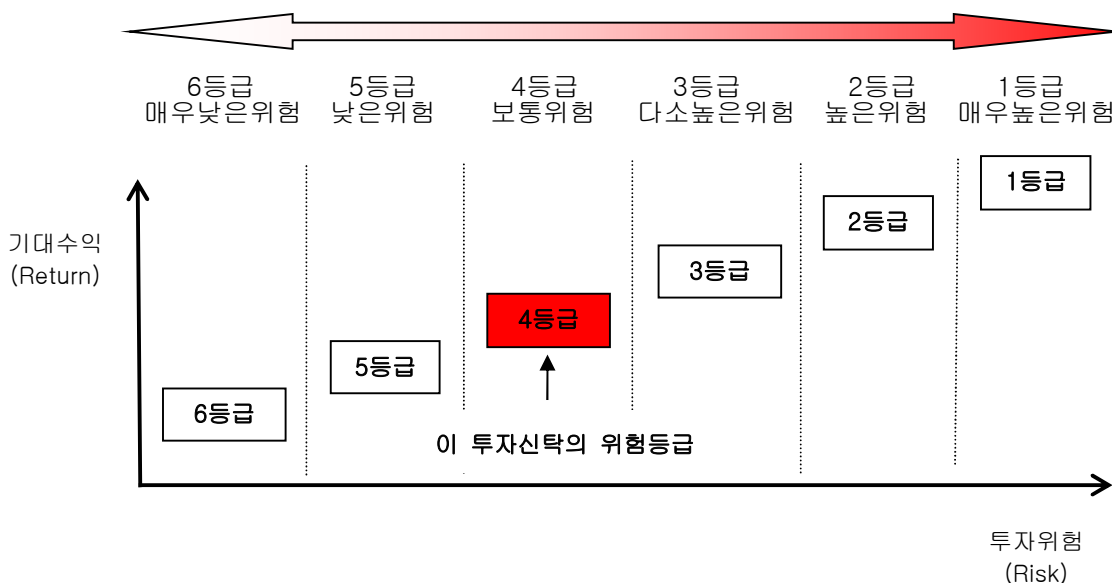 6등급 5등급 4등급 3등급 2등급 1등급
매우낮은위험 낮은위험 보통위험 다소높은위험 높은위험 매우높은위험
1등급
2등급
기대수익
(Return)
3등급
4등급
5등급
6등급
이 투자신탁의 위험등급
투자위험
(Risk)